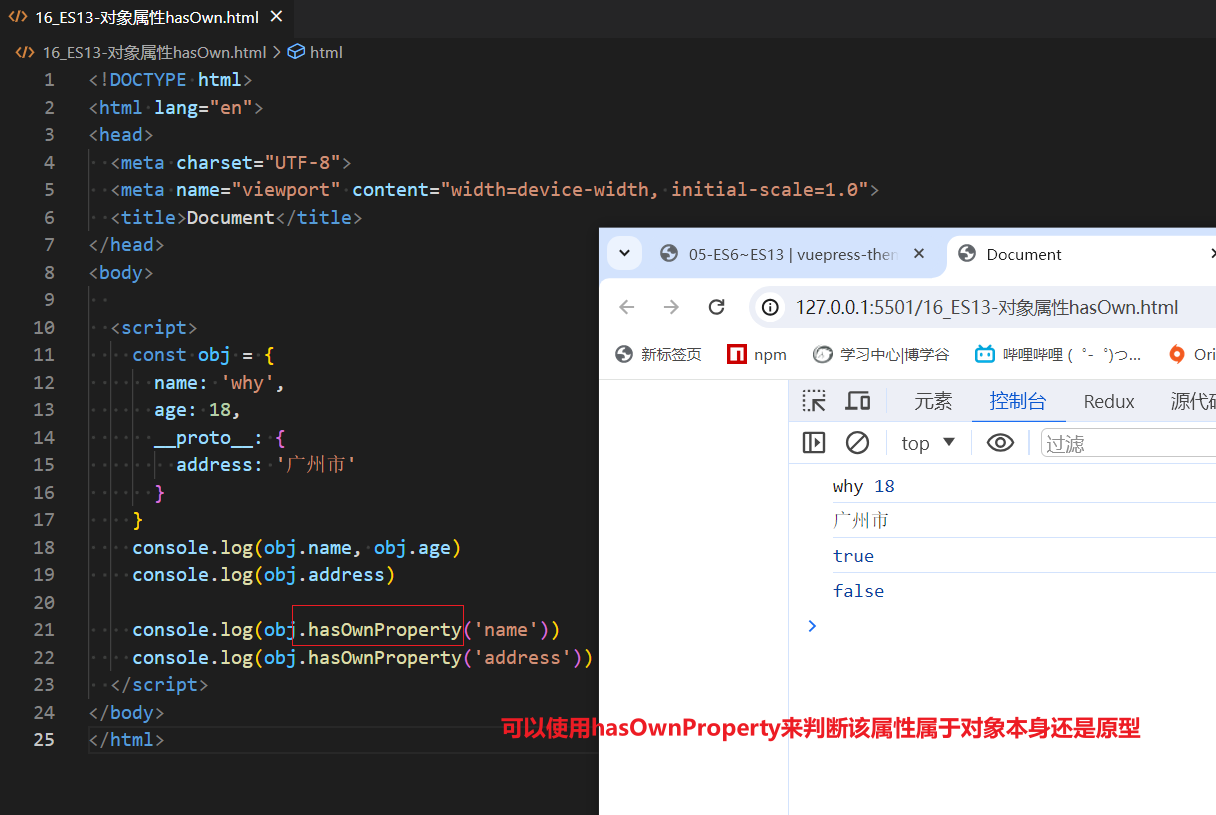 16_ES13-对象属性hasOwn.html
16_ES13-对象属性hasOwn.html > html
1 <!DOCTYPE html>
2 <html lang="en">
3 <head>
4 <meta charset="UTF-8">
5 <meta name="viewport" content="width=device-width, initial-scale=1.0">
6 <title>Document</title>
7 </head>
8 <body>
9
10 <script>
11 const obj = {
12 name: 'why',
13 age: 18,
14 __proto__: {
15 address: '广州市'
16 }
17 }
18 console.log(obj.name, obj.age)
19 console.log(obj.address)
20
21 console.log(obj.hasOwnProperty('name'))
22 console.log(obj.hasOwnProperty('address'))
23 </script>
24 </body>
25 </html>
05-ES6~ES13 | vuepress-then Document
127.0.0.1:5501/16_ES13-对象属性hasOwn.html
新标签页 npm 学习中心|博学谷 哔哩哔哩 (゜-゜)つ... Ori
元素 控制台 Redux 源代码
top 过滤
why 18
广州市
true
false
可以使用hasOwnProperty来判断该属性属于对象本身还是原型